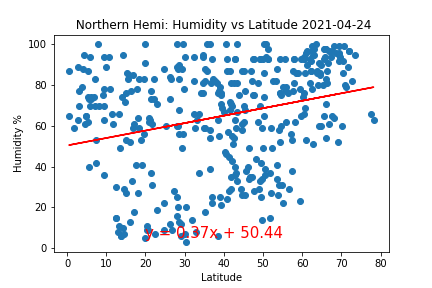 Northern Hemi: Humidity vs Latitude 2021-04-24
100
80
60
40
20
0
Humidity %
y = 0.37x + 50.44
0 10 20 30 40 50 60 70 80
Latitude